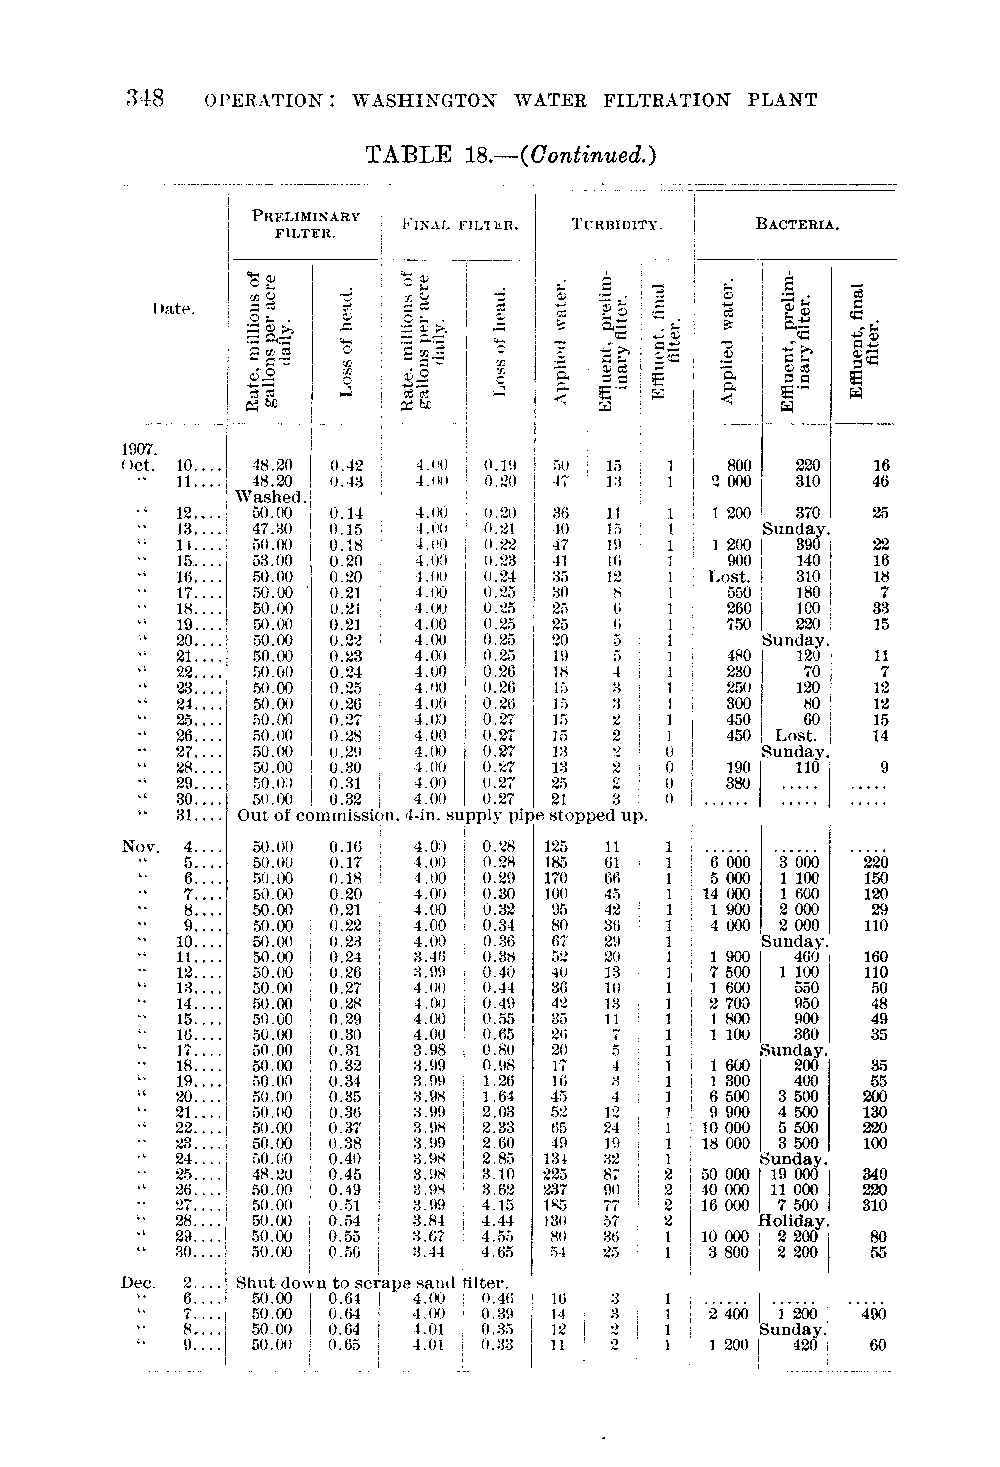 348 OPERATION: WASHINGTON WATER FILTRATION PLANT
TABLE 18.—(Continued.)
Date. PRELIMINARY FILTER. FINAL FILTER. TURBIDITY. BACTERIA.
Rate, millions of gallons per acre daily. Loss of head. Rate, millions of gallons per acre daily. Loss of head. Applied water. Effluent, preliminary filter. Effluent, final filter. Applied water. Effluent, preliminary filter. Effluent, final filter.
1907.
Oct. 10.... 48.20 0.42 4.00 0.19 50 15 1 800 220 16
" 11.... 48.20 0.43 4.00 0.20 47 13 1 2 000 310 46
Washed.
" 12.... 50.00 0.14 4.00 0.20 36 11 1 1 200 370 25
" 13.... 47.30 0.15 4.00 0.21 40 15 1 Sunday.
" 14.... 50.00 0.18 4.00 0.22 47 19 1 1 200 390 22
" 15.... 53.00 0.20 4.00 0.23 41 16 1 900 140 16
" 16.... 50.00 0.20 4.00 0.24 35 12 1 Lost. 310 18
" 17.... 50.00 0.21 4.00 0.25 30 8 1 550 180 7
" 18.... 50.00 0.21 4.00 0.25 25 6 1 260 100 33
" 19.... 50.00 0.21 4.00 0.25 25 6 1 750 220 15
" 20.... 50.00 0.22 4.00 0.25 20 5 1 Sunday.
" 21.... 50.00 0.23 4.00 0.25 19 5 1 480 120 11
" 22.... 50.00 0.24 4.00 0.26 18 4 1 230 70 7
" 23.... 50.00 0.25 4.00 0.26 15 3 1 250 120 12
" 24.... 50.00 0.26 4.00 0.26 15 3 1 300 80 12
" 25.... 50.00 0.27 4.00 0.27 15 2 1 450 60 15
" 26.... 50.00 0.28 4.00 0.27 15 2 1 450 Lost. 14
" 27.... 50.00 0.29 4.00 0.27 13 2 0 Sunday.
" 28.... 50.00 0.30 4.00 0.27 13 2 0 190 110 9
" 29.... 50.00 0.31 4.00 0.27 25 2 0 380 ..... .....
" 30.... 50.00 0.32 4.00 0.27 21 3 0 ...... ..... .....
" 31.... Out of commission. 4-in. supply pipe stopped up.
Nov. 4.... 50.00 0.16 4.00 0.28 125 11 1 ...... ...... .....
" 5.... 50.00 0.17 4.00 0.28 185 61 1 6 000 3 000 220
" 6.... 50.00 0.18 4.00 0.29 170 66 1 5 000 1 100 150
" 7.... 50.00 0.20 4.00 0.30 100 45 1 14 000 1 600 120
" 8.... 50.00 0.21 4.00 0.32 95 42 1 1 900 2 000 29
" 9.... 50.00 0.22 4.00 0.34 80 36 1 4 000 2 000 110
" 10.... 50.00 0.23 4.00 0.36 67 29 1 Sunday.
" 11.... 50.00 0.24 3.46 0.38 52 20 1 1 900 460 160
" 12.... 50.00 0.26 3.99 0.40 40 13 1 7 500 1 100 110
" 13.... 50.00 0.27 4.00 0.44 36 10 1 1 600 550 50
" 14.... 50.00 0.28 4.00 0.49 42 13 1 2 700 950 48
" 15.... 50.00 0.29 4.00 0.55 35 11 1 1 800 900 49
" 16.... 50.00 0.30 4.00 0.65 26 7 1 1 100 360 35
" 17.... 50.00 0.31 3.98 0.80 20 5 1 Sunday.
" 18.... 50.00 0.32 3.99 0.98 17 4 1 1 600 200 35
" 19.... 50.00 0.34 3.99 1.26 16 3 1 1 300 400 55
" 20.... 50.00 0.35 3.98 1.64 45 4 1 6 500 3 500 200
" 21.... 50.00 0.36 3.99 2.03 52 12 1 9 900 4 500 130
" 22.... 50.00 0.37 3.98 2.33 65 24 1 10 000 5 500 220
" 23.... 50.00 0.38 3.99 2.60 49 19 1 18 000 3 500 100
" 24.... 50.00 0.40 3.98 2.85 134 32 1 Sunday.
" 25.... 48.20 0.45 3.98 3.10 225 87 2 50 000 19 000 340
" 26.... 50.00 0.49 3.98 3.62 237 90 2 40 000 11 000 220
" 27.... 50.00 0.51 3.99 4.15 185 77 2 16 000 7 500 310
" 28.... 50.00 0.54 3.84 4.44 130 57 2 Holiday.
" 29.... 50.00 0.55 3.67 4.55 80 36 1 10 000 2 200 80
" 30.... 50.00 0.56 3.44 4.65 54 25 1 3 800 2 200 55
Dec. 2.... Shut down to scrape sand filter.
" 6.... 50.00 0.64 4.00 0.46 16 3 1 ...... ...... .....
" 7.... 50.00 0.64 4.00 0.39 14 3 1 2 400 1 200 490
" 8.... 50.00 0.64 4.01 0.35 12 2 1 Sunday.
" 9.... 50.00 0.65 4.01 0.33 11 2 1 1 200 420 60